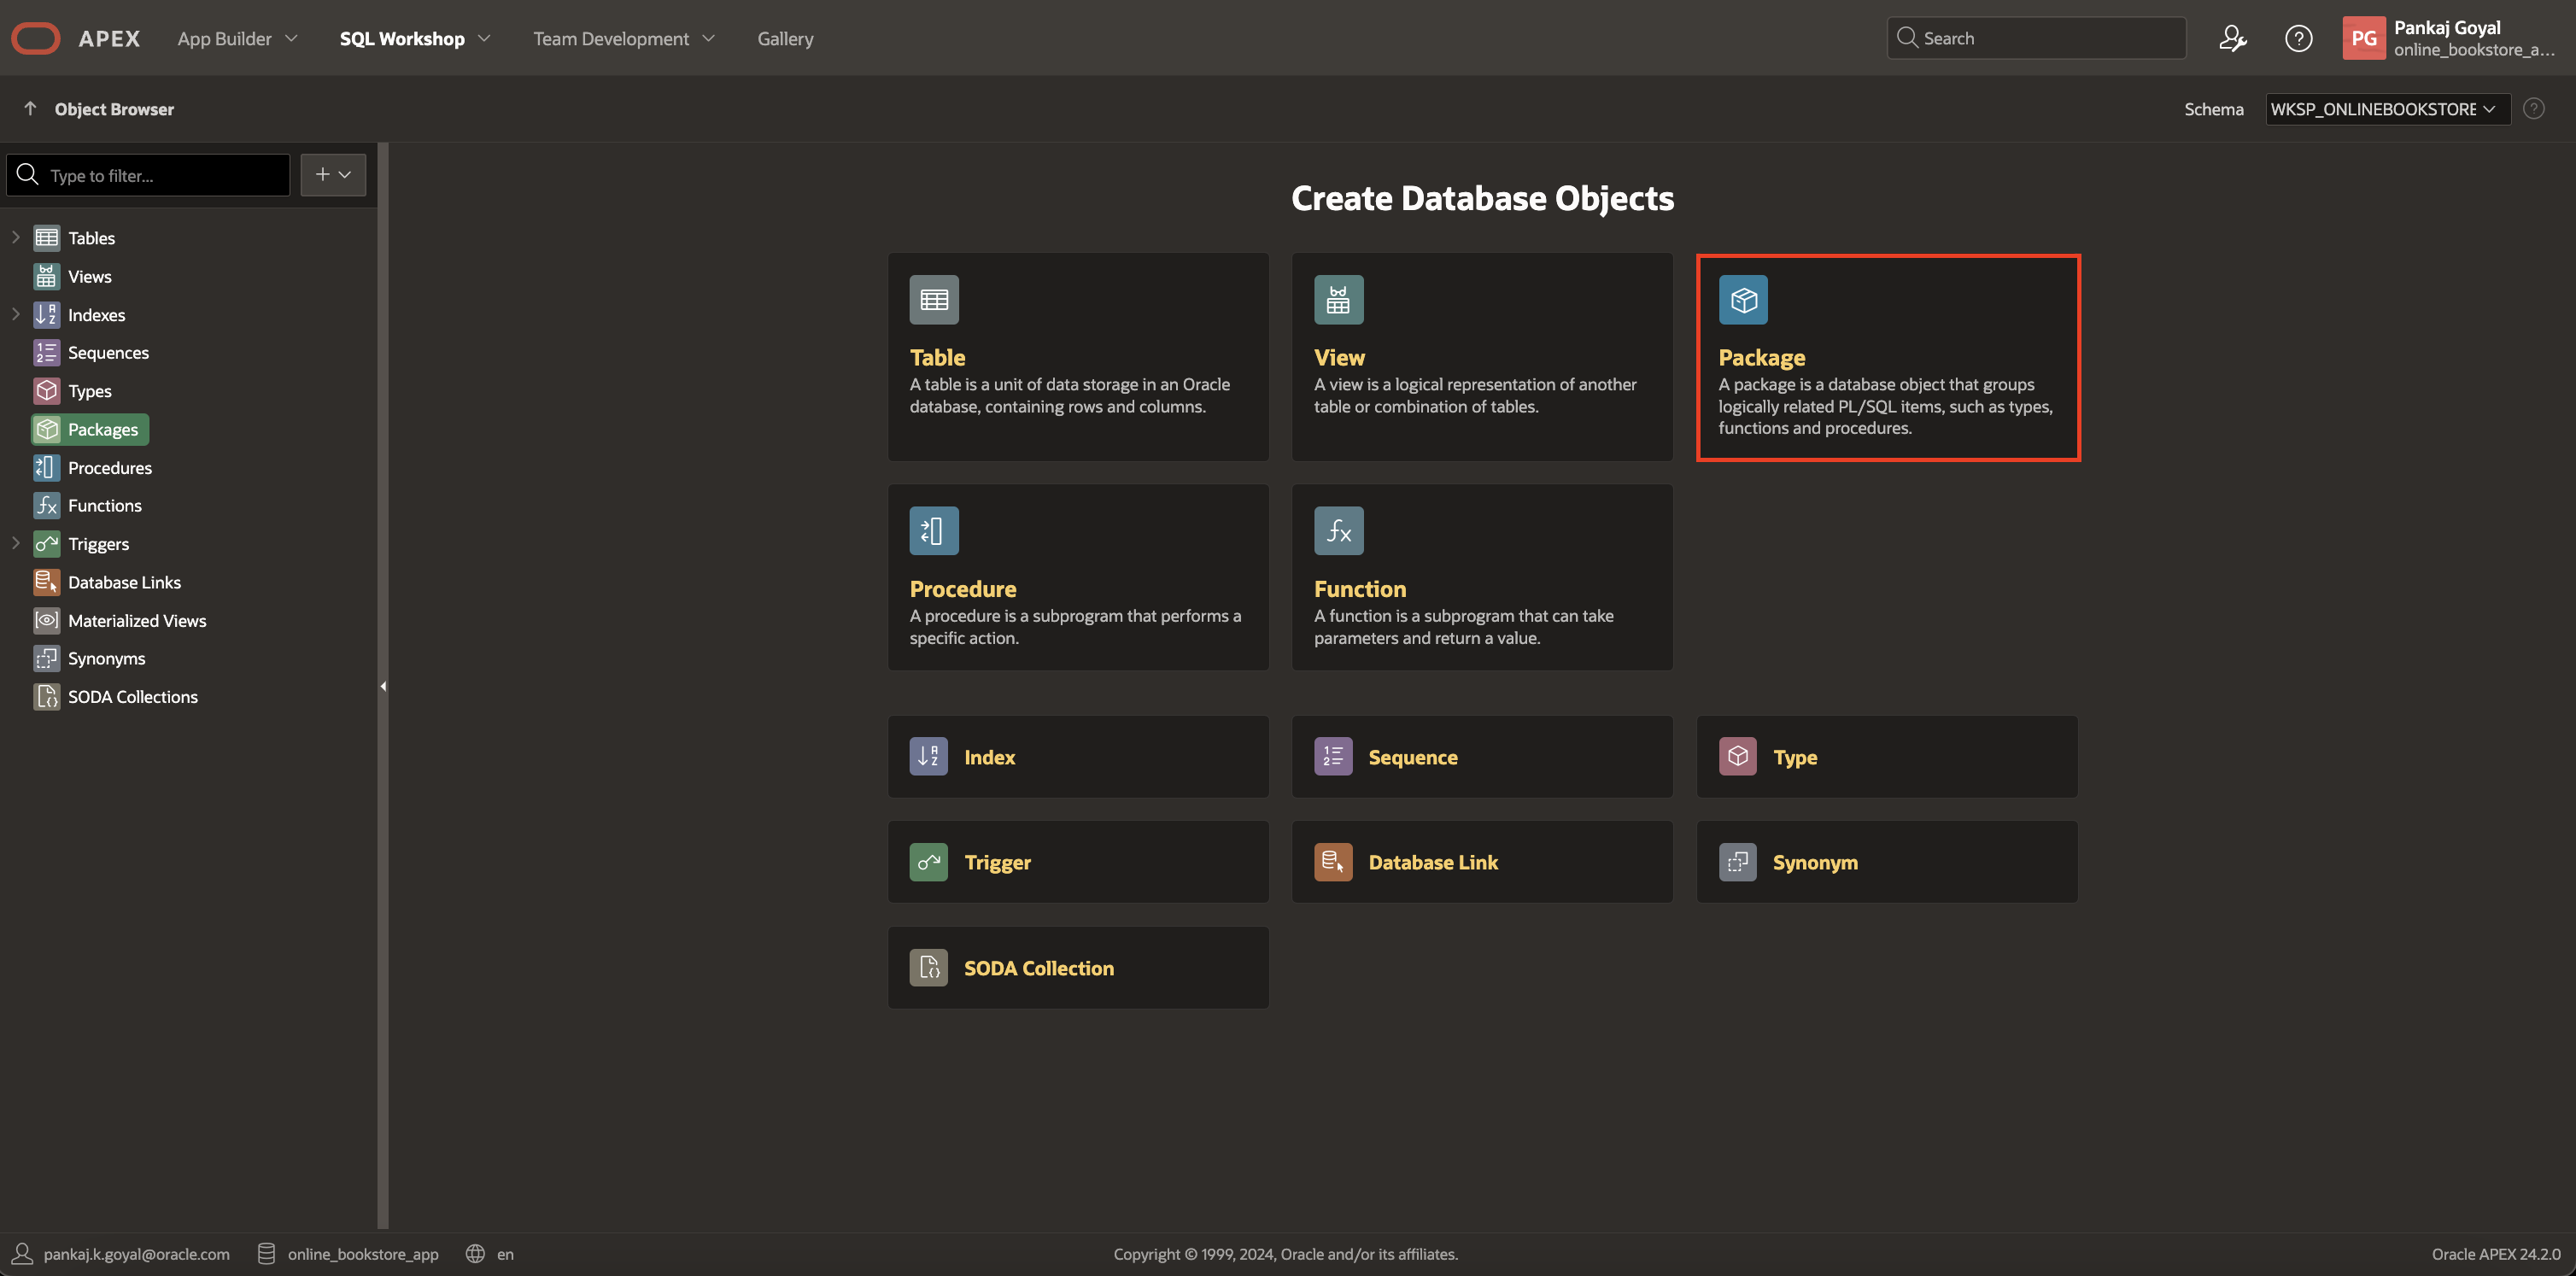 APEX
App Builder
SQL Workshop
Team Development
Gallery
Search
PG
Pankaj Goyal
online_bookstore_a...
Object Browser
Schema
WKSP_ONLINEBOOKSTORE
Type to filter...
Tables
Views
Indexes
Sequences
Types
Packages
Procedures
Functions
Triggers
Database Links
Materialized Views
Synonyms
SODA Collections
Create Database Objects
Table
A table is a unit of data storage in an Oracle
database, containing rows and columns.
View
A view is a logical representation of another
table or combination of tables.
Package
A package is a database object that groups
logically related PL/SQL items, such as types,
functions and procedures.
Procedure
A procedure is a subprogram that performs a
specific action.
Function
A function is a subprogram that can take
parameters and return a value.
Index
Sequence
Type
Trigger
Database Link
Synonym
SODA Collection
pankaj.k.goyal@oracle.com
online_bookstore_app
en
Copyright © 1999, 2024, Oracle and/or its affiliates.
Oracle APEX 24.2.0